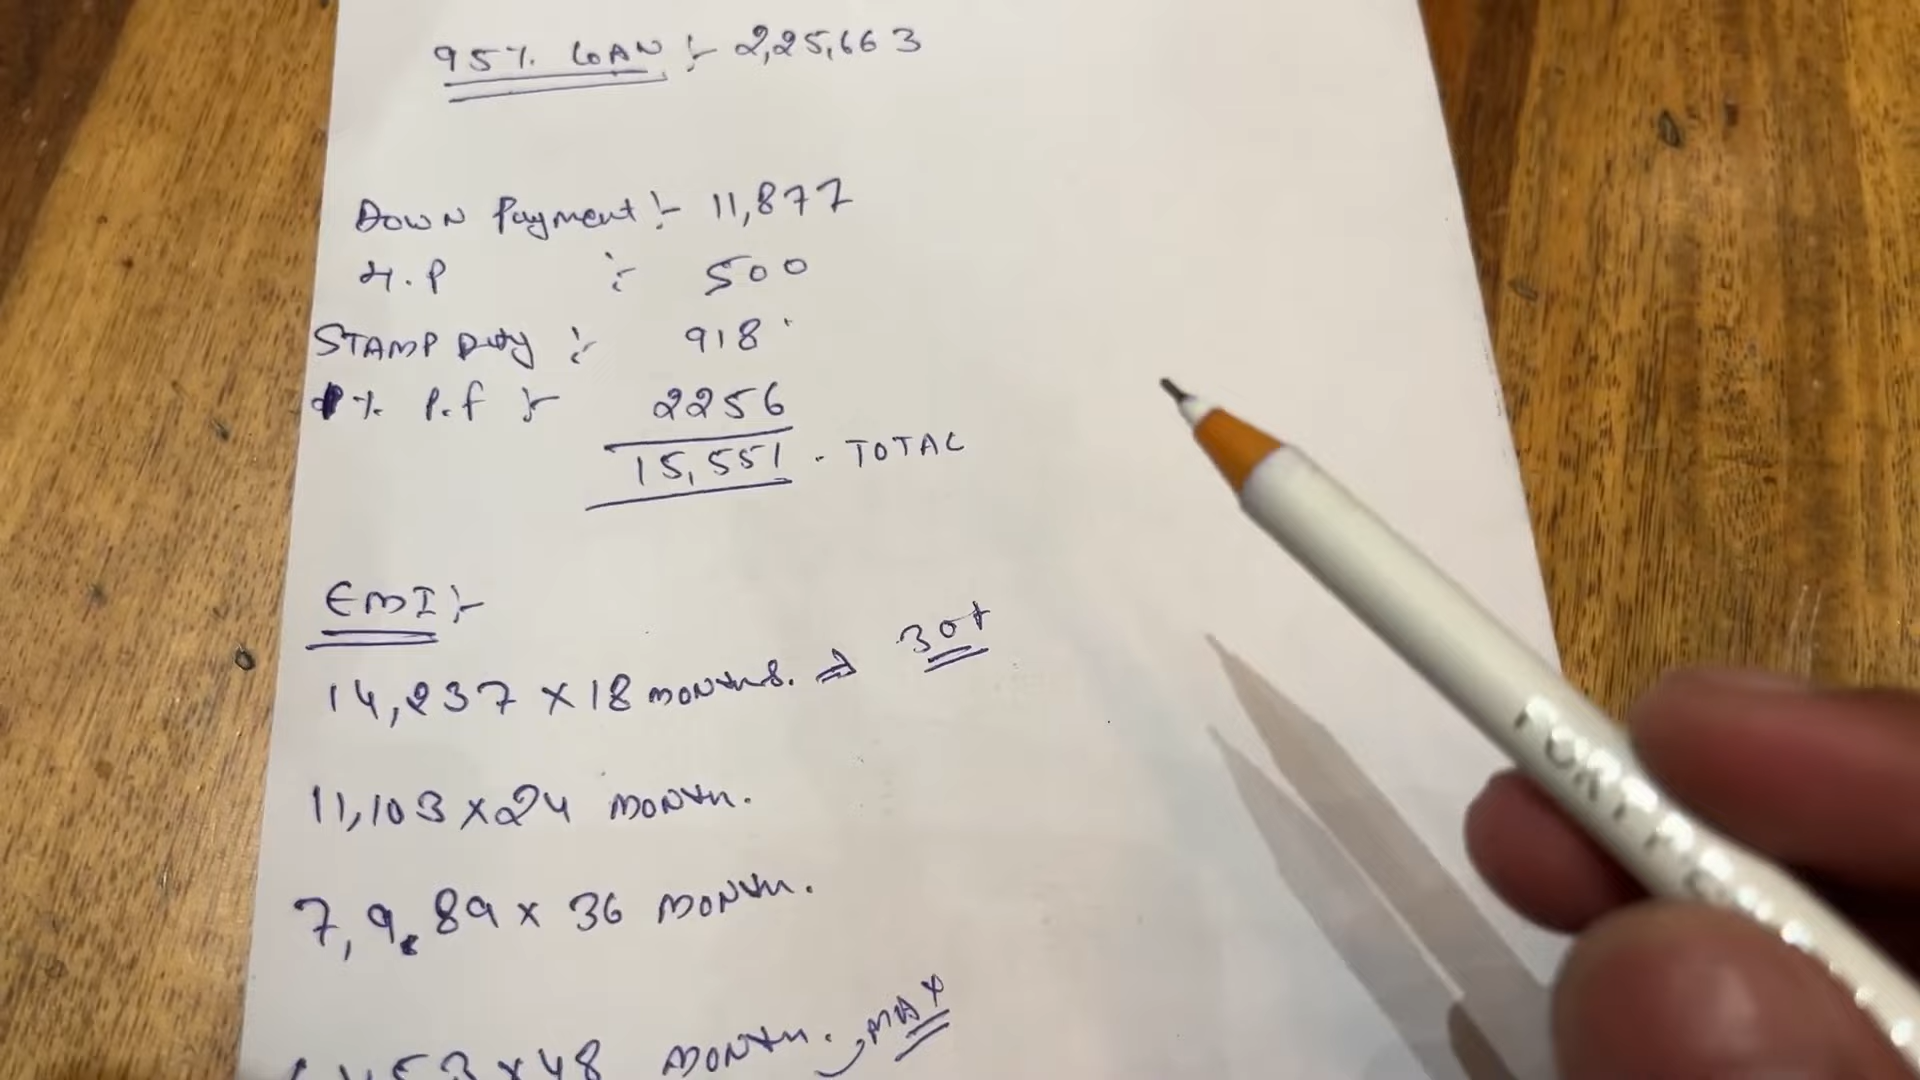 95% LOAN :- 2,25,663
DOWN Payment :- 11,877
H.P :- 500
STAMP Duty :- 918
1% P.F :- 2256
15,551 - TOTAL
EMI :-
14,237 x 18 MONTHS. ⇒ 30+
11,103 x 24 MONTH.
7,989 x 36 MONTH.
x 48 MONTH. MAX